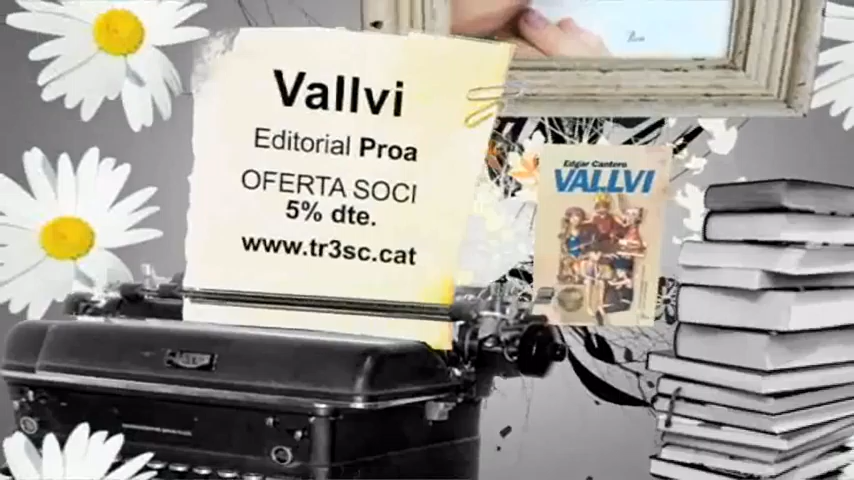 Vallvi
Editorial Proa
OFERTA SOCI
5% dte.
www.tr3sc.cat
Edgar Cantero
VALLVI